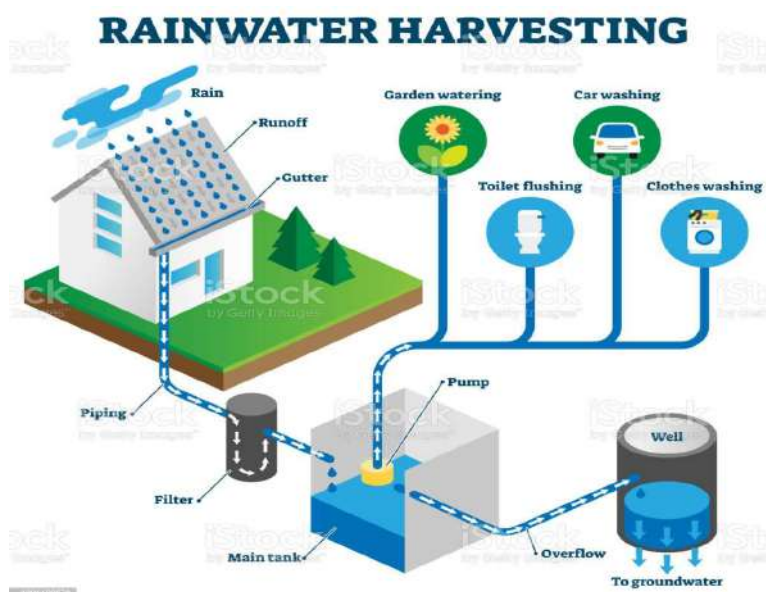 RAINWATER HARVESTING
Rain
Runoff
Gutter
Garden watering
Car washing
Toilet flushing
Clothes washing
Piping
Filter
Main tank
Pump
Overflow
Well
To groundwater
iStock
by Getty Images